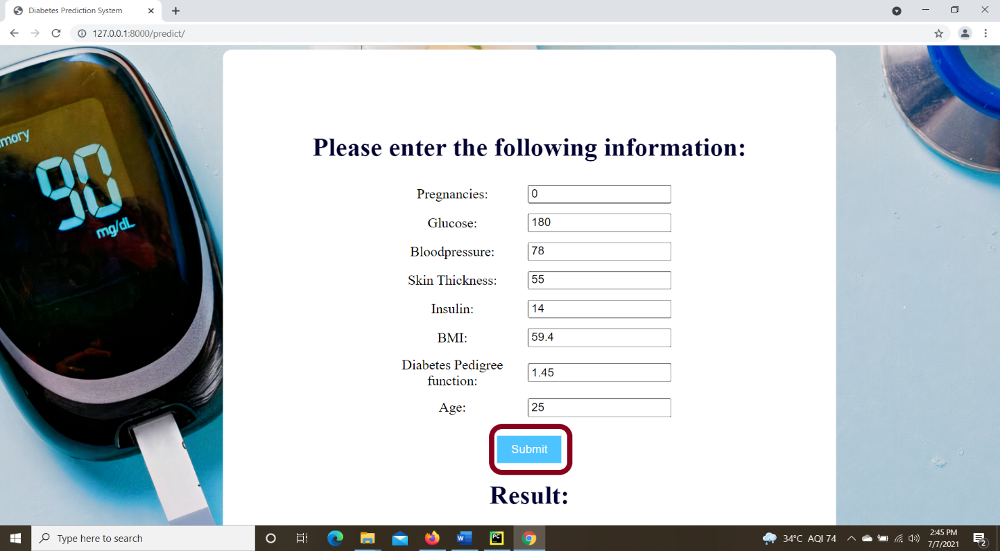 Diabetes Prediction System
127.0.0.1:8000/predict/
mory
90
mg/dL
Please enter the following information:
Pregnancies: 0
Glucose: 180
Bloodpressure: 78
Skin Thickness: 55
Insulin: 14
BMI: 59.4
Diabetes Pedigree
function: 1.45
Age: 25
Submit
Result:
Type here to search
W
PC
34°C AQI 74
2:45 PM
7/7/2021
2